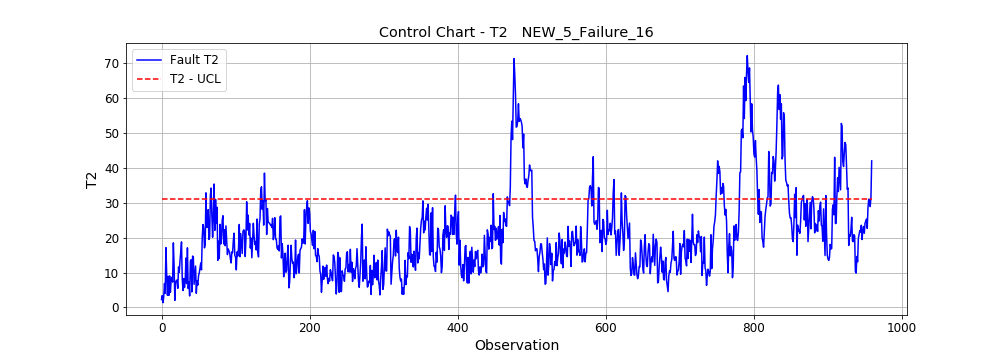 Control Chart - T2   NEW_5_Failure_16
Fault T2
T2 - UCL
T2
70
60
50
40
30
20
10
0
0 200 400 600 800 1000
Observation